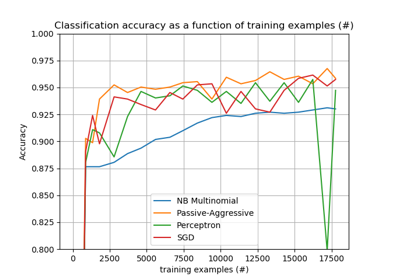 Classification accuracy as a function of training examples (#)
1.000
0.975
0.950
0.925
0.900
0.875
0.850
0.825
0.800
Accuracy
NB Multinomial
Passive-Aggressive
Perceptron
SGD
0 2500 5000 7500 10000 12500 15000 17500
training examples (#)